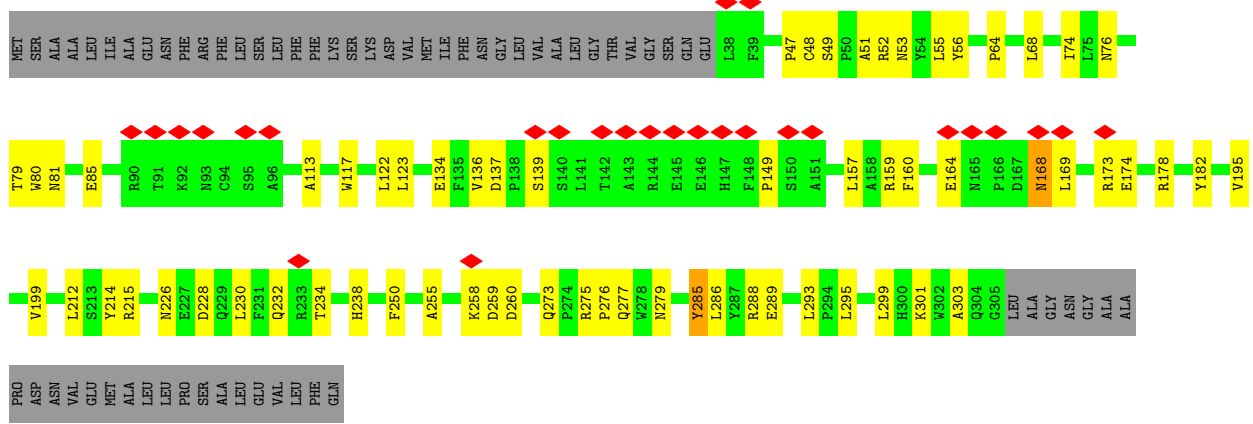 MET SER ALA ALA LEU ILE ALA GLU ASN PHE ARG PHE LEU SER LEU PHE PHE LYS SER LYS ASP VAL MET ILE PHE ASN GLY LEU VAL ALA LEU GLY THR VAL GLY SER GLN GLU L38 F39 P47 C48 S49 P50 A51 R52 N53 Y54 L55 Y56 P64 L68 I74 L75 N76
T79 W80 N81 E85 R90 T91 K92 N93 C94 S95 A96 A113 W117 L122 L123 E134 F135 V136 D137 P138 S139 S140 L141 T142 A143 R144 E145 E146 H147 F148 P149 S150 A151 L157 A158 R159 F160 E164 N165 P166 D167 N168 L169 R173 E174 R178 Y182 V195
V199 L212 S213 Y214 R215 N226 E227 D228 Q229 L230 F231 Q232 R233 T234 H238 F250 A255 K258 D259 D260 Q273 P274 R275 P276 Q277 W278 N279 Y285 L286 Y287 R288 E289 L293 P294 L295 L299 H300 K301 W302 A303 Q304 G305 LEU ALA GLY ASN GLY ALA ALA
PRO ASP ASN VAL GLU MET ALA LEU LEU PRO SER ALA LEU GLU VAL LEU PHE GLN